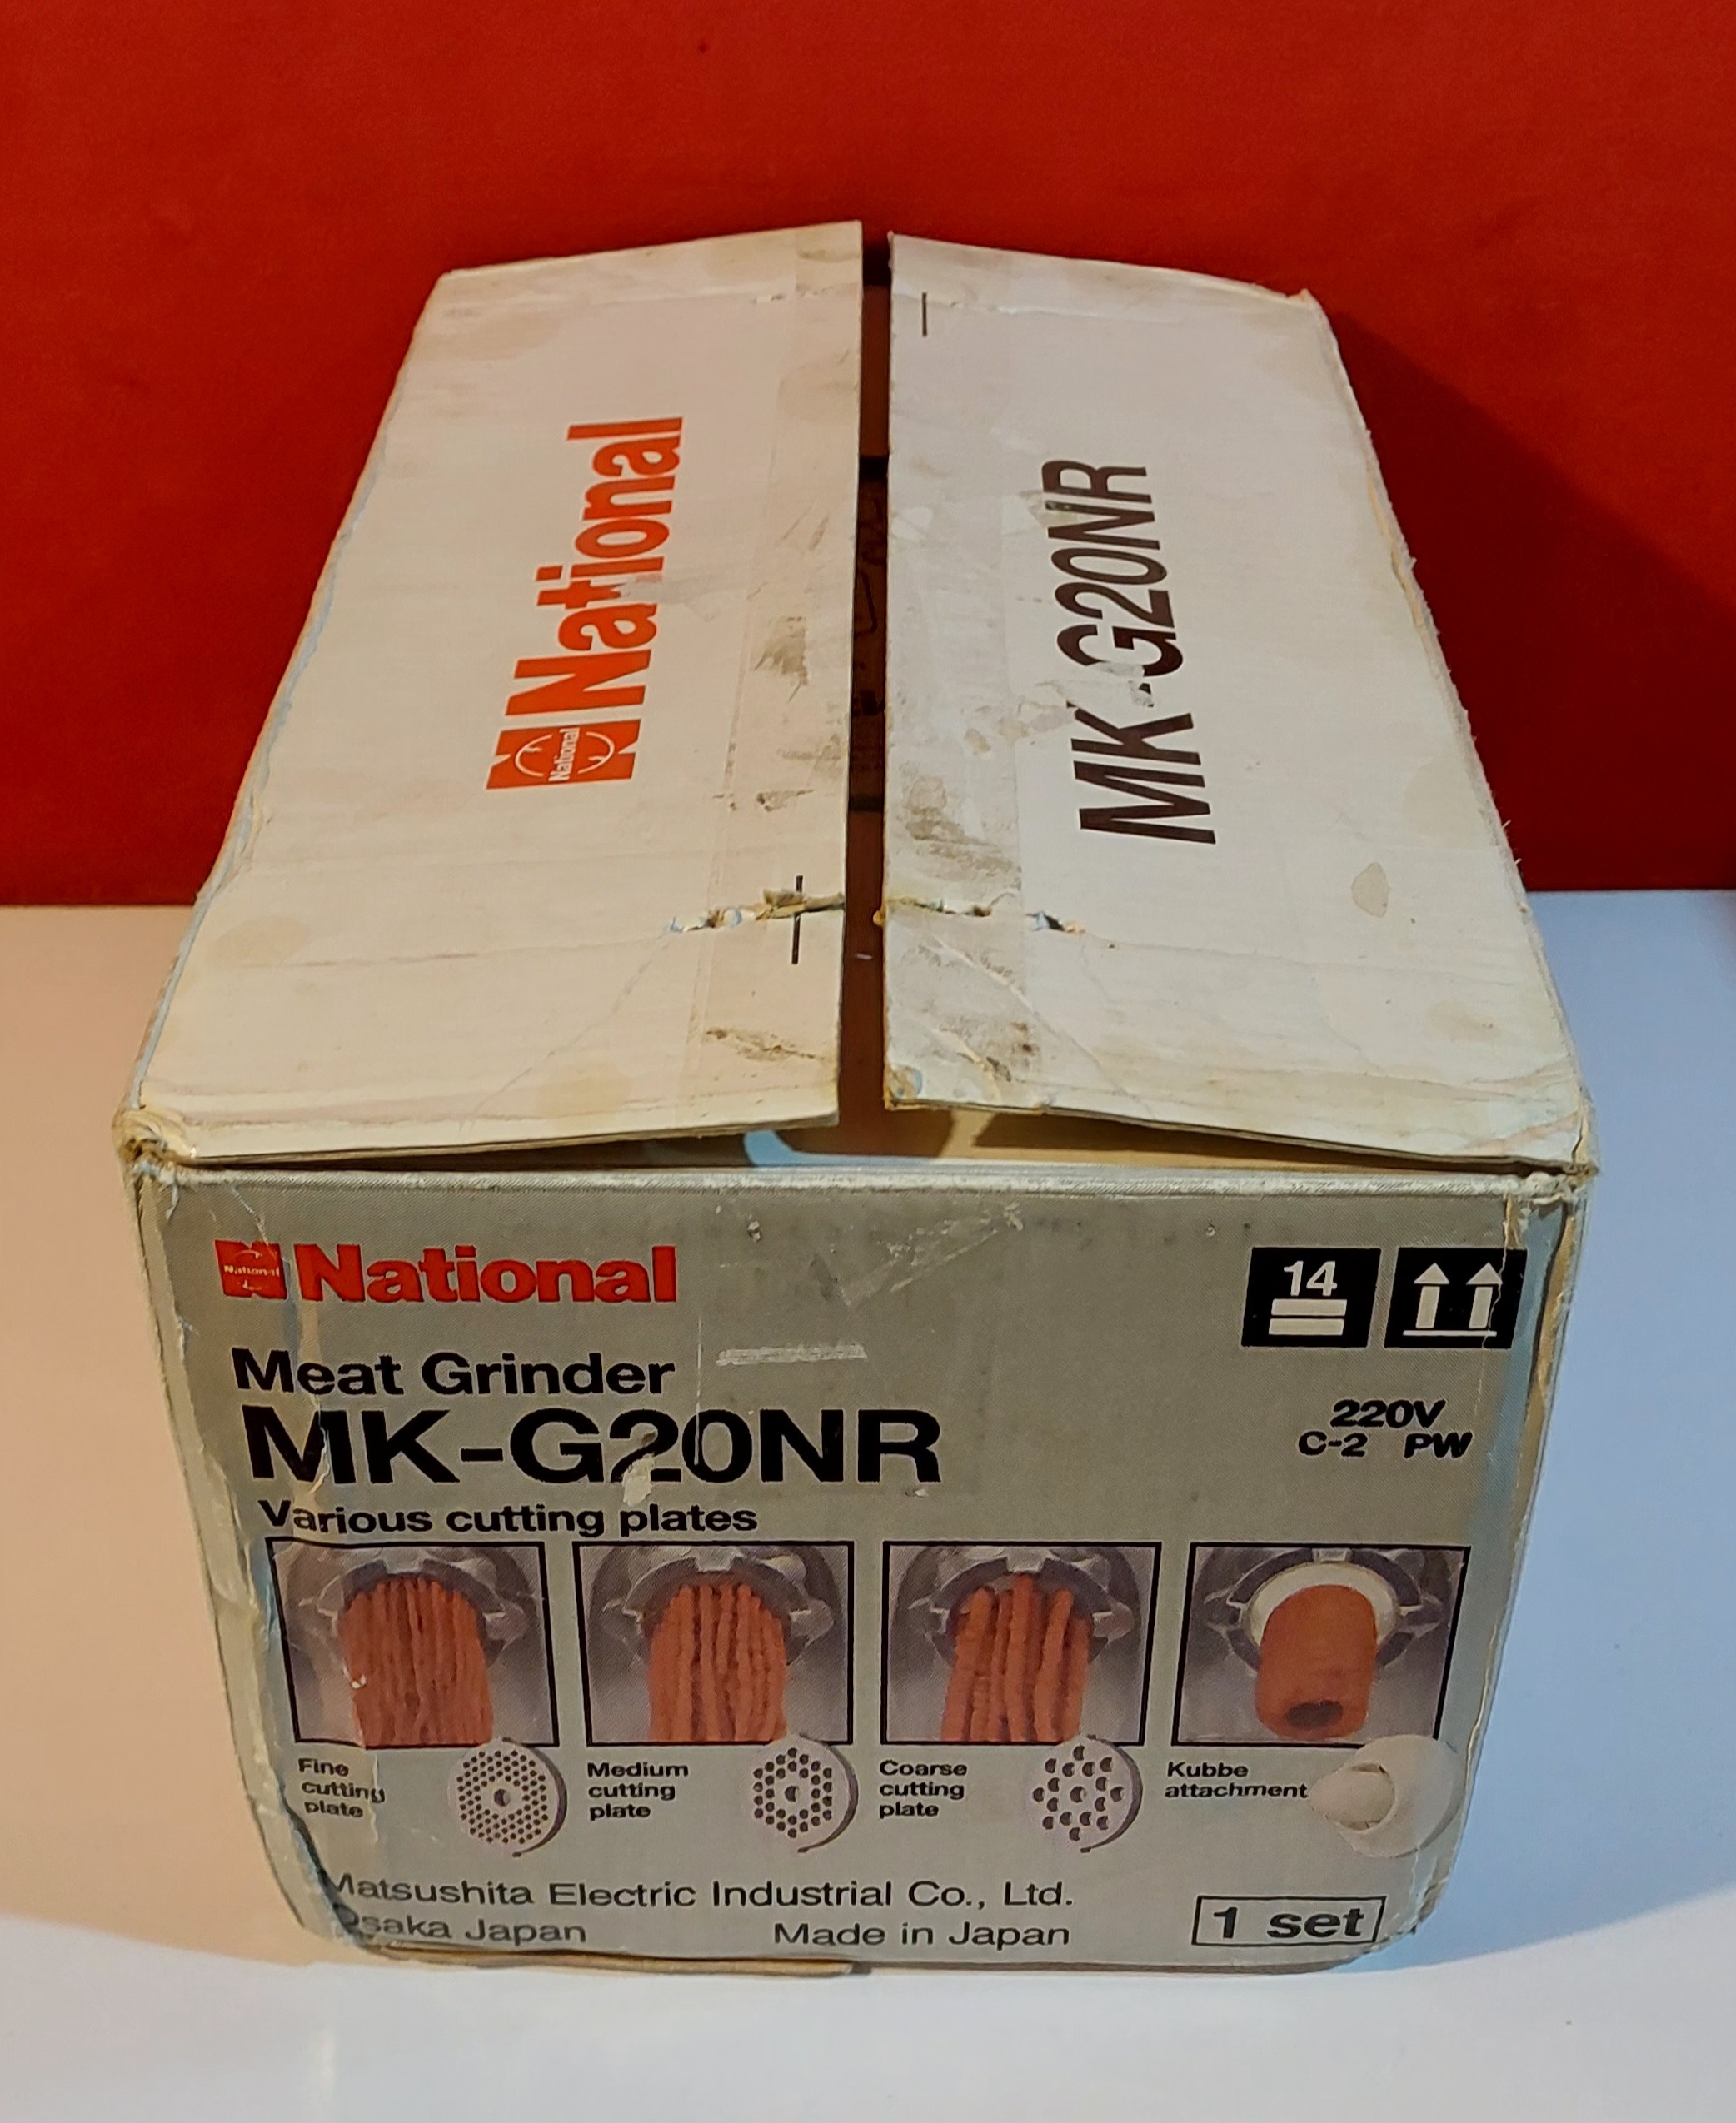 National
National
MK-G20NR
National
National
14
Meat Grinder
MK-G20NR
220V
C-2 PW
Various cutting plates
Fine
cutting
plate
Medium
cutting
plate
Coarse
cutting
plate
Kubbe
attachment
Matsushita Electric Industrial Co., Ltd.
Osaka Japan
Made in Japan
1 set